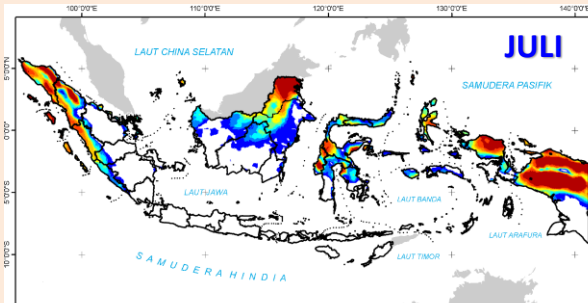 100°0'0"E 110°0'0"E 120°0'0"E 130°0'0"E 140°0'0"E
JULI
LAUT CHINA SELATAN
SAMUDERA PASIFIK
5°0'0"N
0°0'0"
5°0'0"S
10°0'0"S
LAUT JAWA
LAUT BANDA
LAUT ARAFURA
LAUT TIMOR
SAMUDERA HINDIA